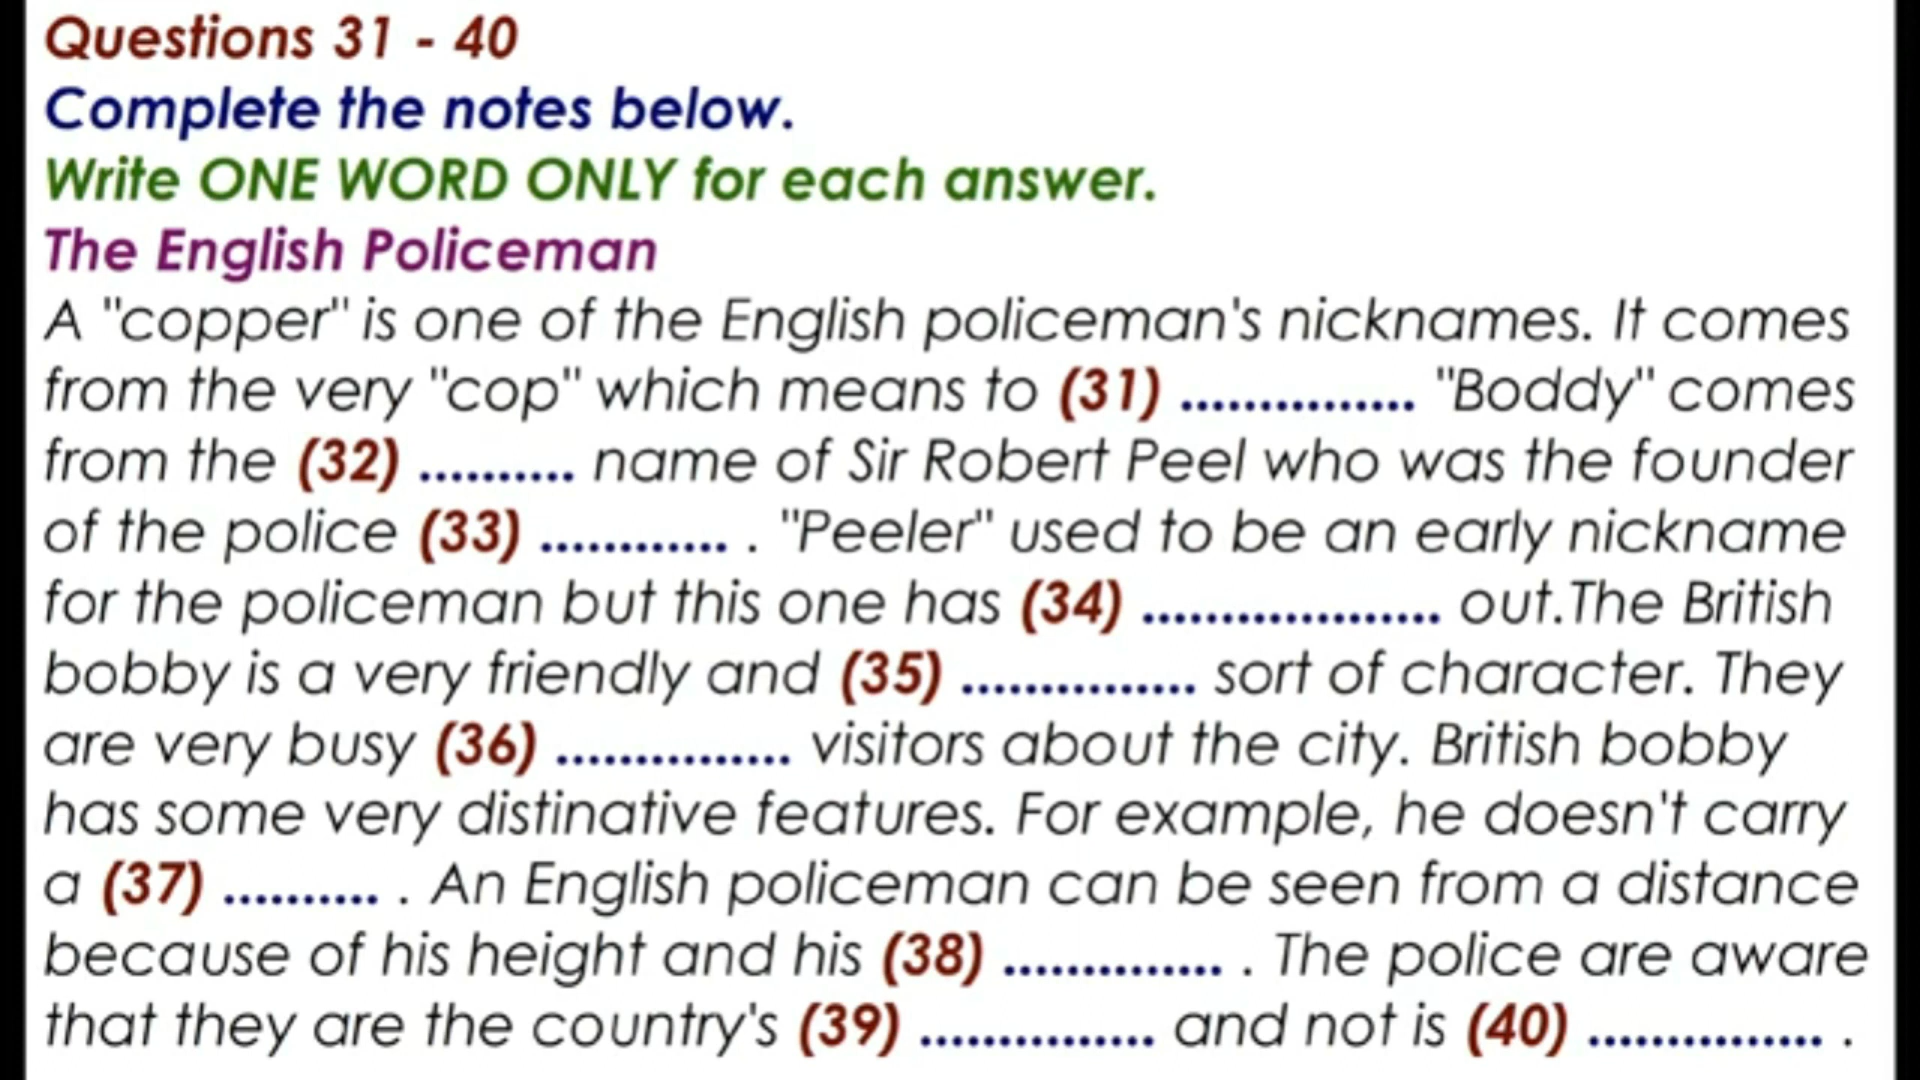 Questions 31 - 40
Complete the notes below.
Write ONE WORD ONLY for each answer.
The English Policeman
A "copper" is one of the English policeman's nicknames. It comes
from the very "cop" which means to (31) ............... "Boddy" comes
from the (32) .......... name of Sir Robert Peel who was the founder
of the police (33) ............ . "Peeler" used to be an early nickname
for the policeman but this one has (34) ................... out.The British
bobby is a very friendly and (35) ............... sort of character. They
are very busy (36) ............... visitors about the city. British bobby
has some very distinative features. For example, he doesn't carry
a (37) .......... . An English policeman can be seen from a distance
because of his height and his (38) .............. . The police are aware
that they are the country's (39) ............... and not is (40) ............... .